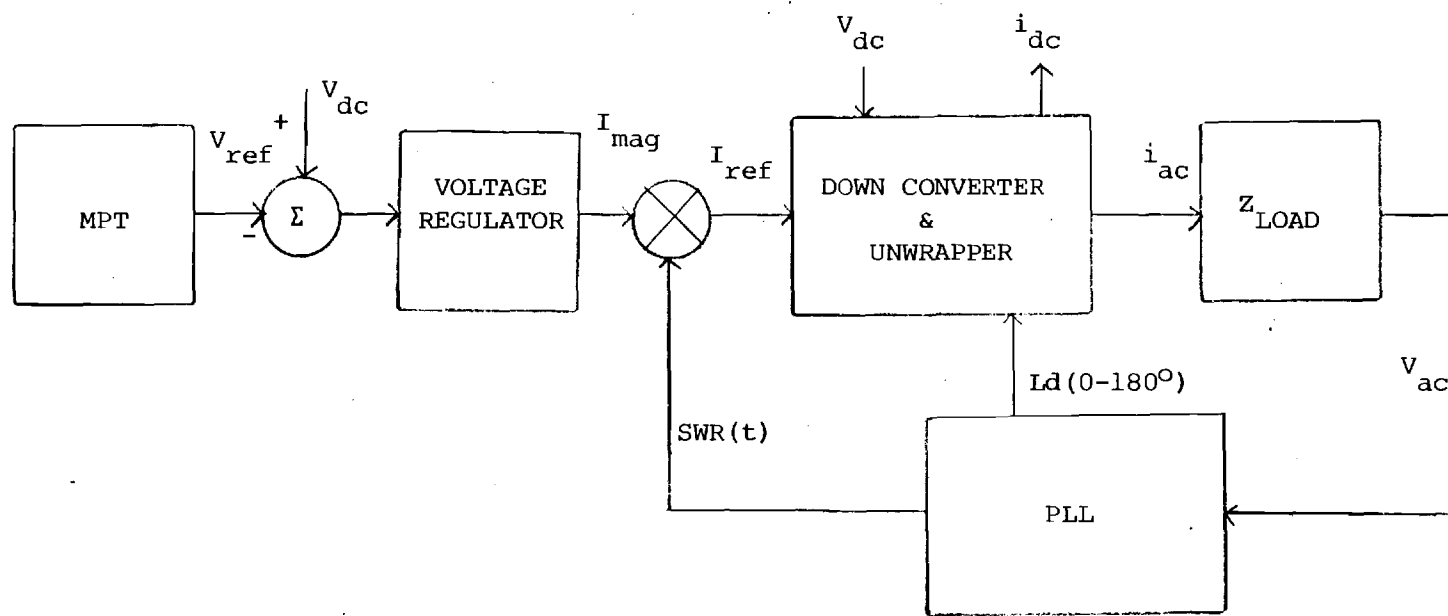 V_dc
i_dc
V_dc
+
V_ref
-
MPT
Σ
VOLTAGE
REGULATOR
I_mag
I_ref
DOWN CONVERTER
&
UNWRAPPER
i_ac
Z_LOAD
Ld(0-180°)
V_ac
SWR(t)
PLL